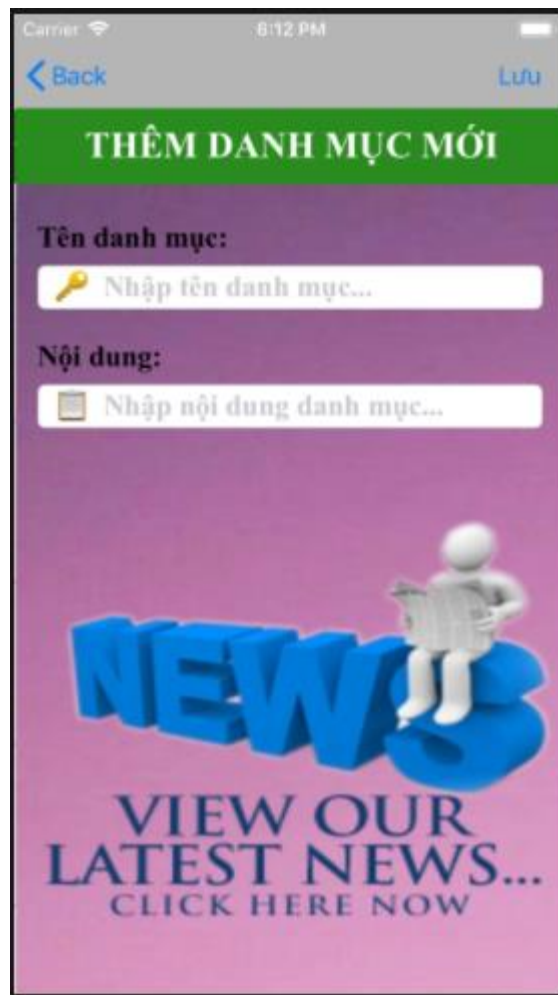 Carrier 6:12 PM
Back Lưu
THÊM DANH MỤC MỚI
Tên danh mục:
Nhập tên danh mục...
Nội dung:
Nhập nội dung danh mục...
NEWS
VIEW OUR
LATEST NEWS...
CLICK HERE NOW